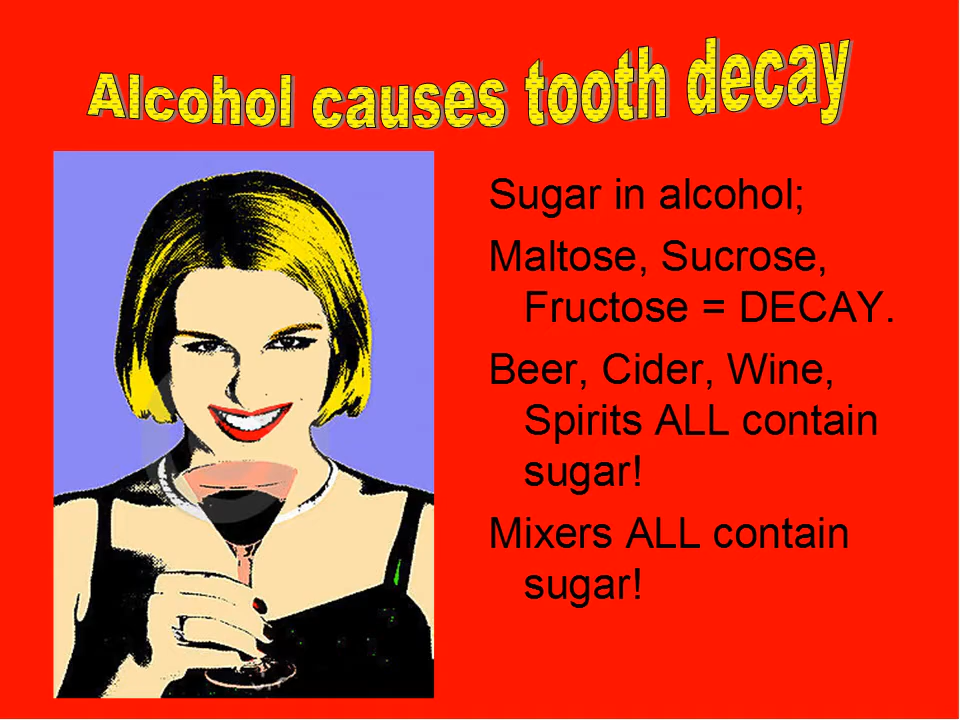 Alcohol causes tooth decay
Sugar in alcohol;
Maltose, Sucrose,
Fructose = DECAY.
Beer, Cider, Wine,
Spirits ALL contain
sugar!
Mixers ALL contain
sugar!